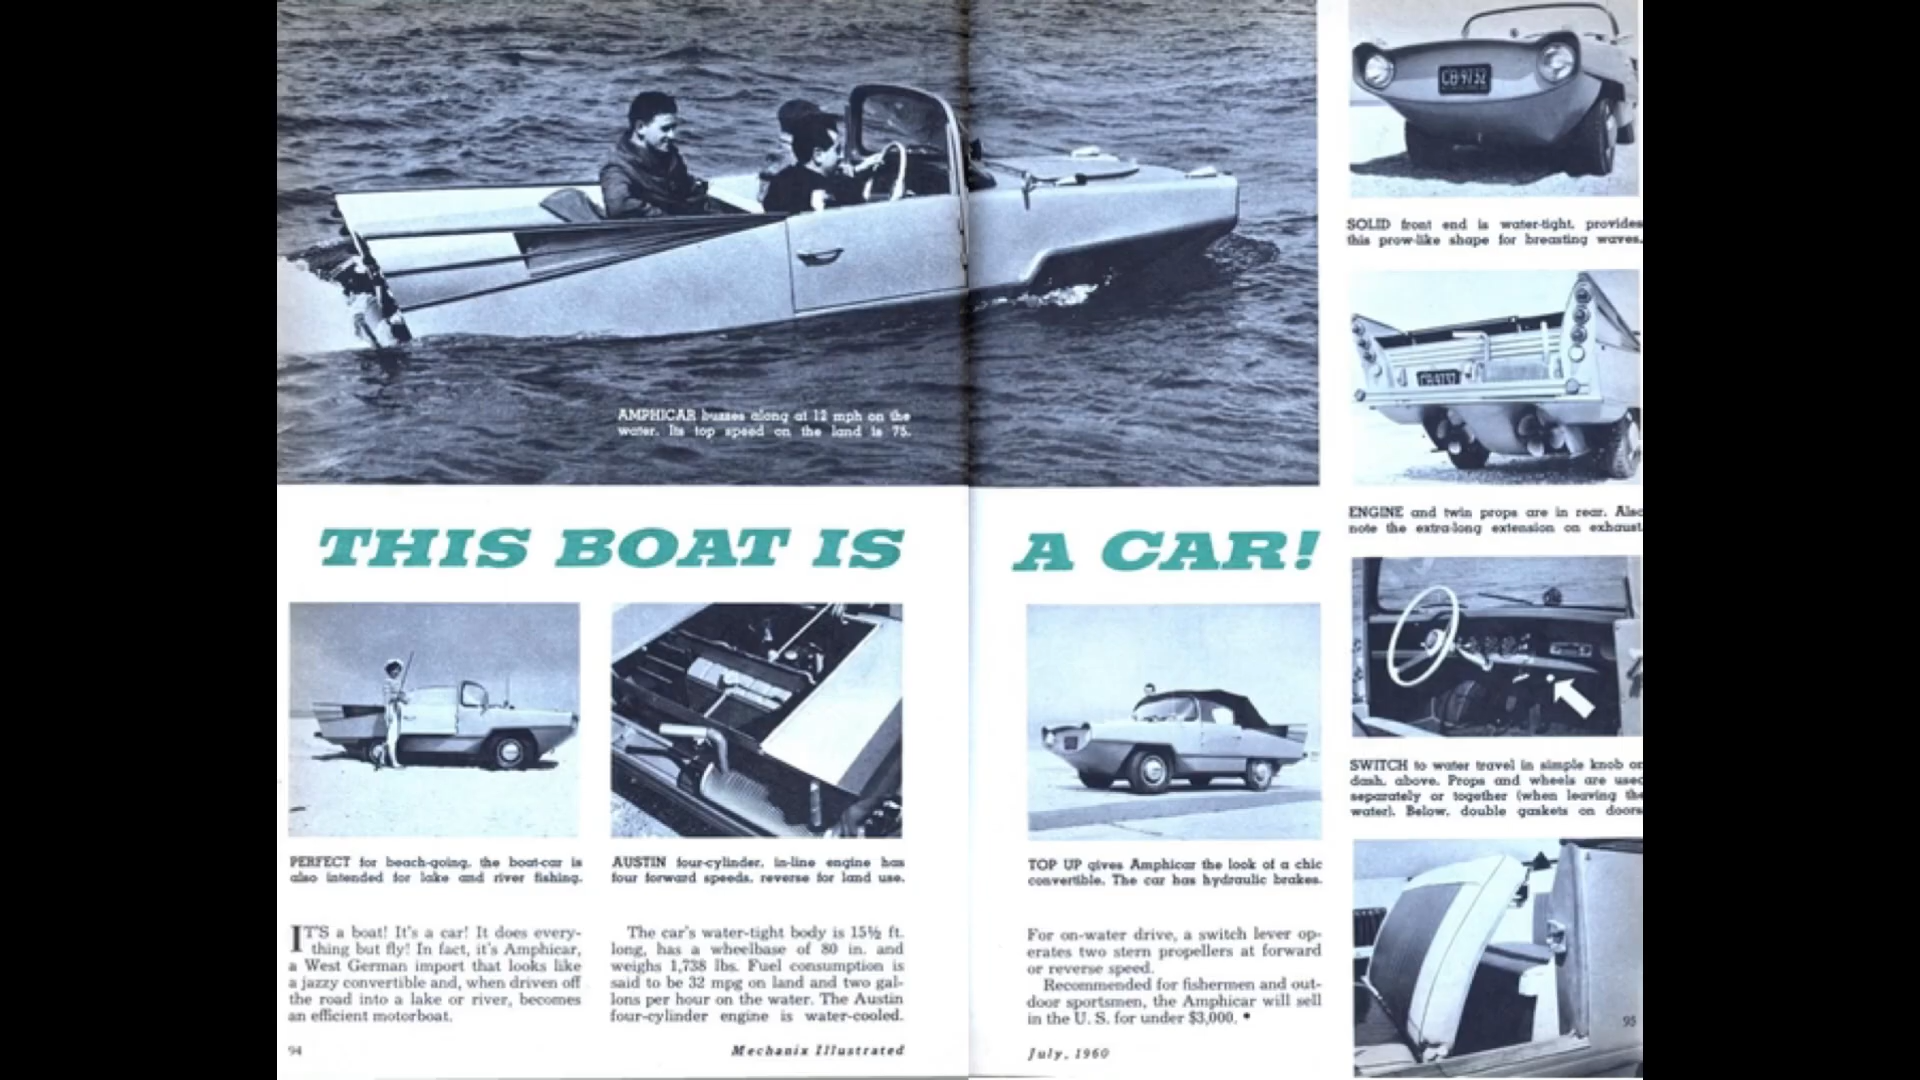 AMPHICAR buzzes along at 12 mph on the
water. Its top speed on the land is 75.
THIS BOAT IS A CAR!
PERFECT for beach-going, the boat-car is
also intended for lake and river fishing.
AUSTIN four-cylinder, in-line engine has
four forward speeds, reverse for land use.
TOP UP gives Amphicar the look of a chic
convertible. The car has hydraulic brakes.
IT'S a boat! It's a car! It does every-
thing but fly! In fact, it's Amphicar,
a West German import that looks like
a jazzy convertible and, when driven off
the road into a lake or river, becomes
an efficient motorboat.
The car's water-tight body is 15½ ft.
long, has a wheelbase of 80 in. and
weighs 1,738 lbs. Fuel consumption is
said to be 32 mpg on land and two gal-
lons per hour on the water. The Austin
four-cylinder engine is water-cooled.
For on-water drive, a switch lever op-
erates two stern propellers at forward
or reverse speed.
Recommended for fishermen and out-
door sportsmen, the Amphicar will sell
in the U. S. for under $3,000. •
94
Mechanix Illustrated
July, 1960
CB-9732
SOLID front end is water-tight, provides
this prow-like shape for breasting waves.
CB-9732
ENGINE and twin props are in rear. Also
note the extra-long extension on exhaust
SWITCH to water travel in simple knob on
dash, above. Props and wheels are used
separately or together (when leaving the
water). Below, double gaskets on doors
95